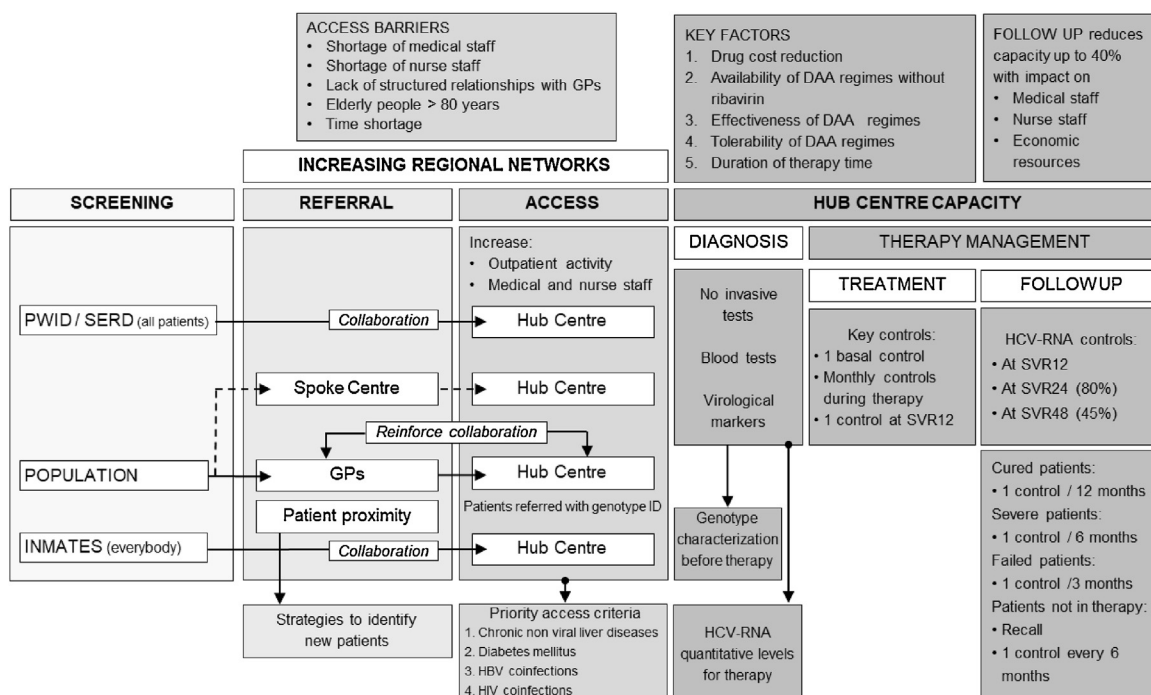 ACCESS BARRIERS
• Shortage of medical staff
• Shortage of nurse staff
• Lack of structured relationships with GPs
• Elderly people > 80 years
• Time shortage
KEY FACTORS
1. Drug cost reduction
2. Availability of DAA regimes without
ribavirin
3. Effectiveness of DAA regimes
4. Tolerability of DAA regimes
5. Duration of therapy time
FOLLOW UP reduces
capacity up to 40%
with impact on
• Medical staff
• Nurse staff
• Economic
resources
INCREASING REGIONAL NETWORKS
SCREENING
REFERRAL
ACCESS
HUB CENTRE CAPACITY
PWID / SERD (all patients)
POPULATION
INMATES (everybody)
Collaboration
Spoke Centre
Reinforce collaboration
GPs
Patient proximity
Collaboration
Strategies to identify
new patients
Increase:
• Outpatient activity
• Medical and nurse staff
Hub Centre
Hub Centre
Hub Centre
Patients referred with genotype ID
Hub Centre
Priority access criteria
1. Chronic non viral liver diseases
2. Diabetes mellitus
3. HBV coinfections
4. HIV coinfections
DIAGNOSIS
No invasive
tests
Blood tests
Virological
markers
Genotype
characterization
before therapy
HCV-RNA
quantitative levels
for therapy
THERAPY MANAGEMENT
TREATMENT
Key controls:
• 1 basal control
• Monthly controls
during therapy
• 1 control at SVR12
FOLLOW UP
HCV-RNA controls:
• At SVR12
• At SVR24 (80%)
• At SVR48 (45%)
Cured patients:
• 1 control / 12 months
Severe patients:
• 1 control / 6 months
Failed patients:
• 1 control /3 months
Patients not in therapy:
• Recall
• 1 control every 6
months